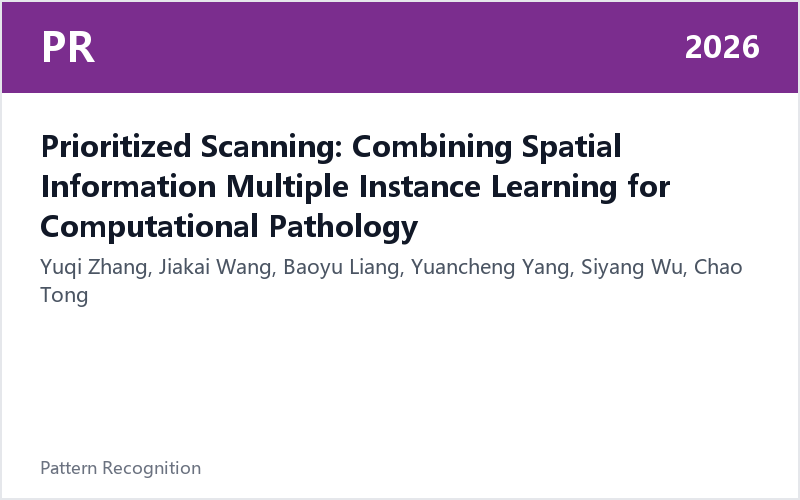 PR
2026
Prioritized Scanning: Combining Spatial
Information Multiple Instance Learning for
Computational Pathology
Yuqi Zhang, Jiakai Wang, Baoyu Liang, Yuancheng Yang, Siyang Wu, Chao
Tong
Pattern Recognition